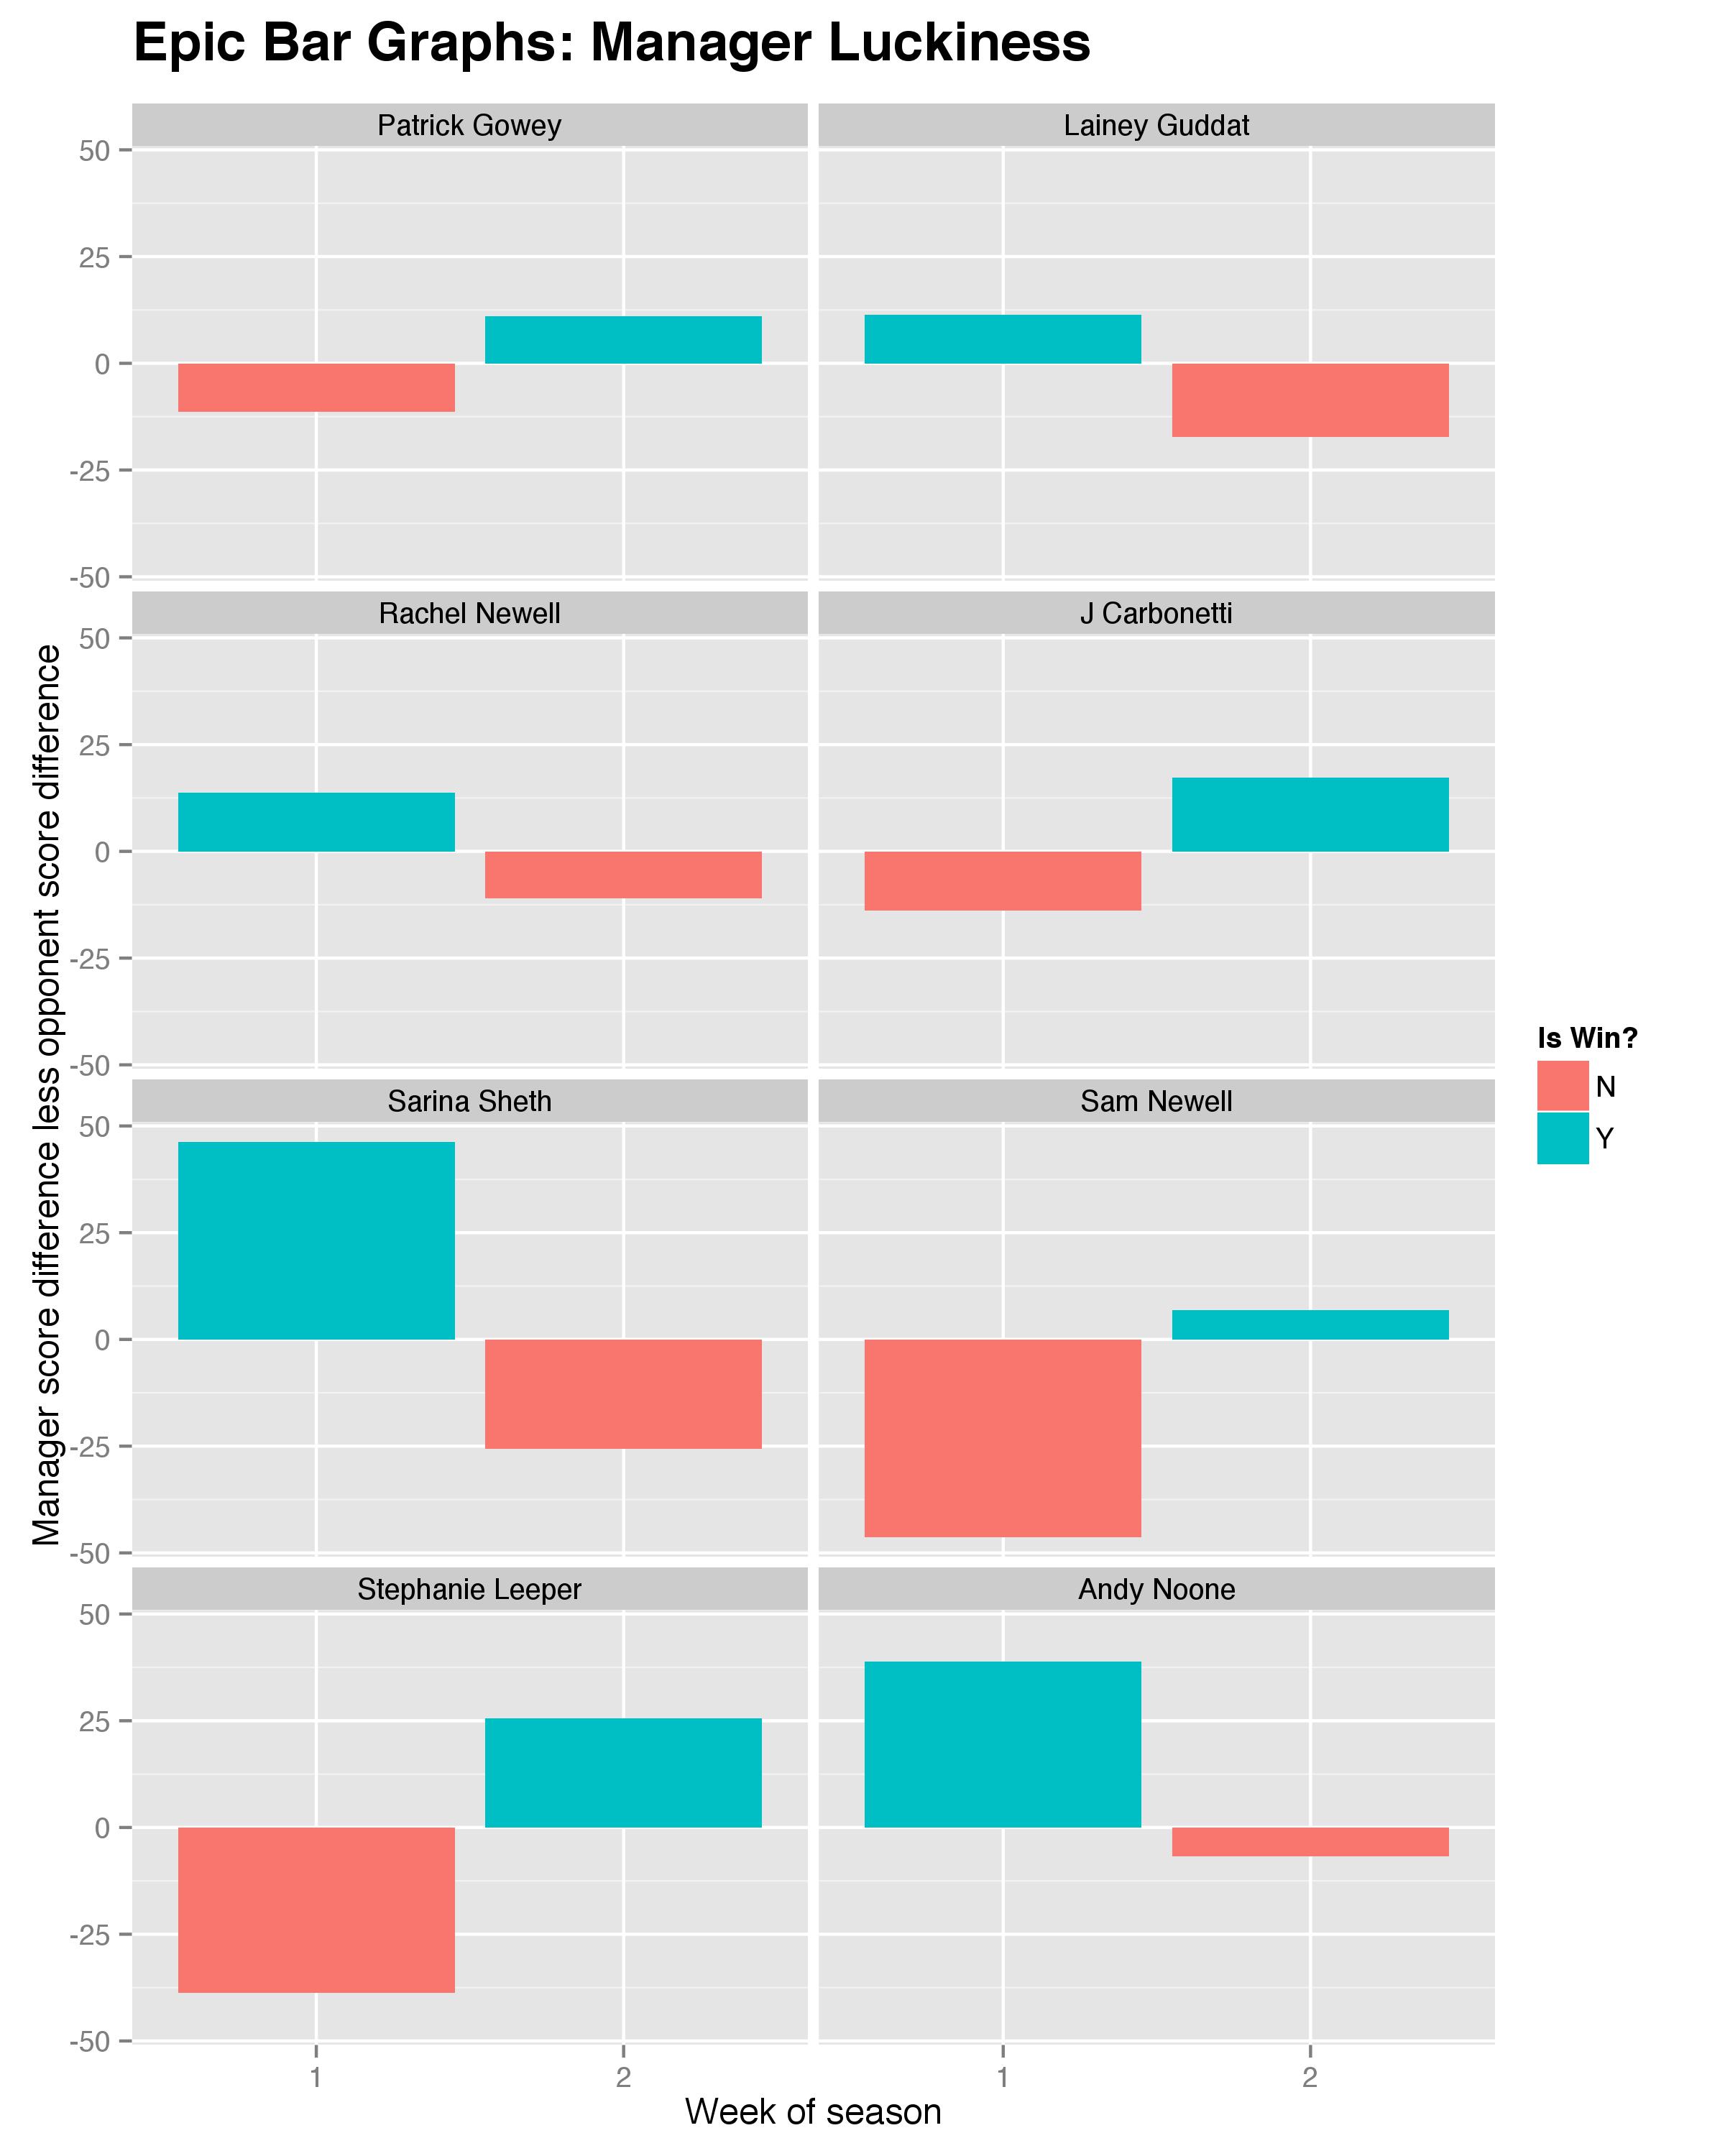 Epic Bar Graphs: Manager Luckiness
Patrick Gowey
Lainey Guddat
50
25
0
-25
-50
Rachel Newell
J Carbonetti
50
25
0
-25
-50
Sarina Sheth
Sam Newell
50
25
0
-25
-50
Stephanie Leeper
Andy Noone
50
25
0
-25
-50
1
2
1
2
Week of season
Manager score difference less opponent score difference
Is Win?
N
Y